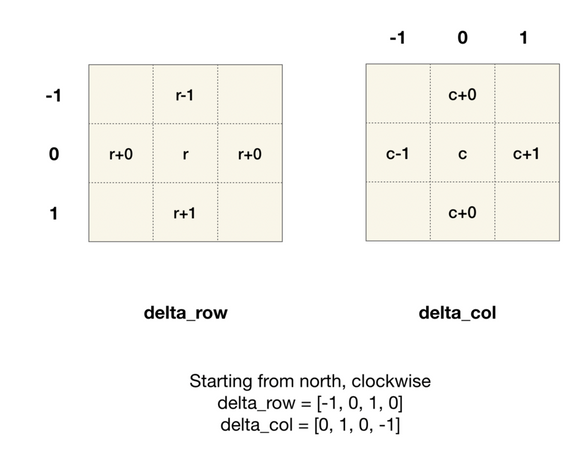 -1 0 1
-1 r-1 c+0
0 r+0 r r+0 c-1 c c+1
1 r+1 c+0
delta_row delta_col
Starting from north, clockwise
delta_row = [-1, 0, 1, 0]
delta_col = [0, 1, 0, -1]